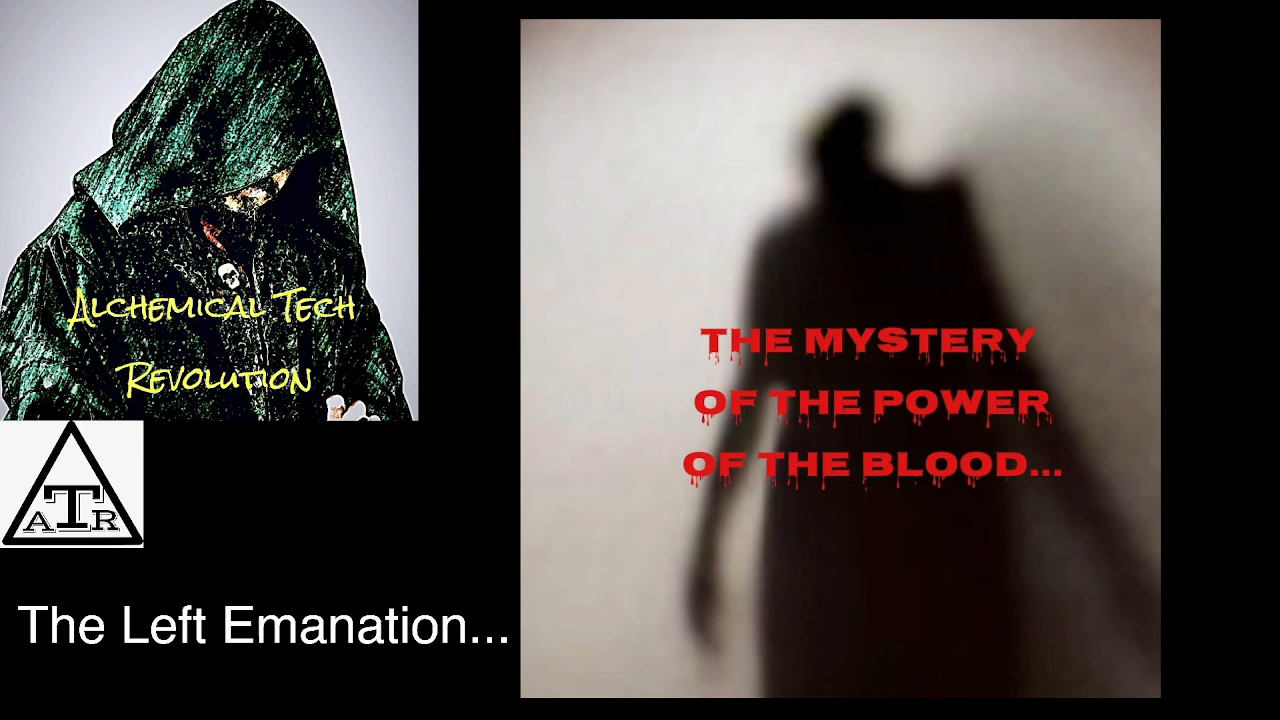 Alchemical Tech
Revolution
ATR
The Left Emanation...
THE MYSTERY
OF THE POWER
OF THE BLOOD...